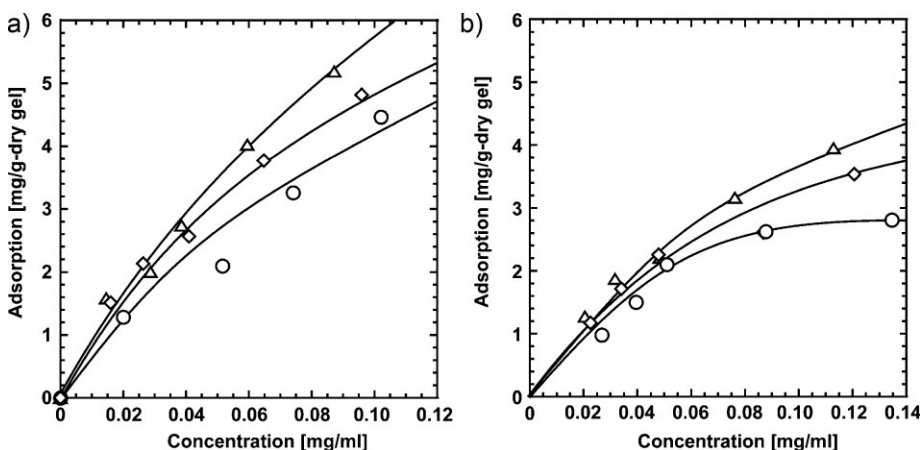 a)
Adsorption [mg/g-dry gel]
6
5
4
3
2
1
0
0 0.02 0.04 0.06 0.08 0.10 0.12
Concentration [mg/ml]
b)
Adsorption [mg/g-dry gel]
6
5
4
3
2
1
0
0 0.02 0.04 0.06 0.08 0.10 0.12 0.14
Concentration [mg/ml]